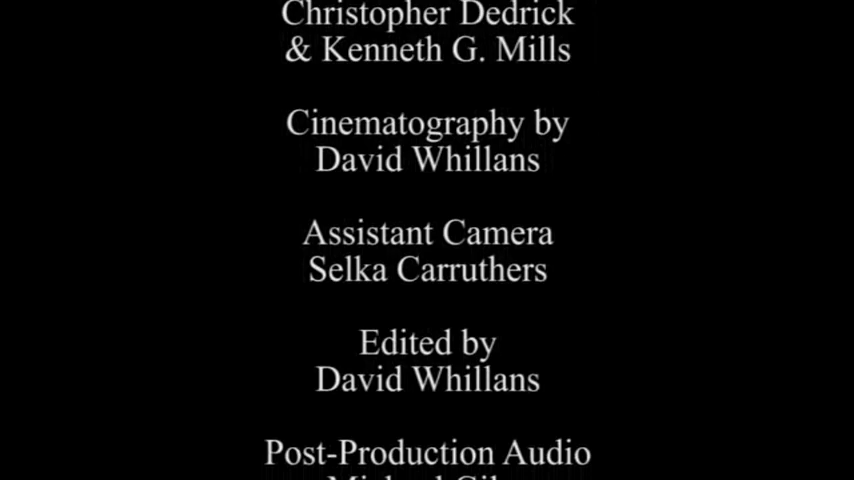 Christopher Dedrick
& Kenneth G. Mills
Cinematography by
David Whillans
Assistant Camera
Selka Carruthers
Edited by
David Whillans
Post-Production Audio